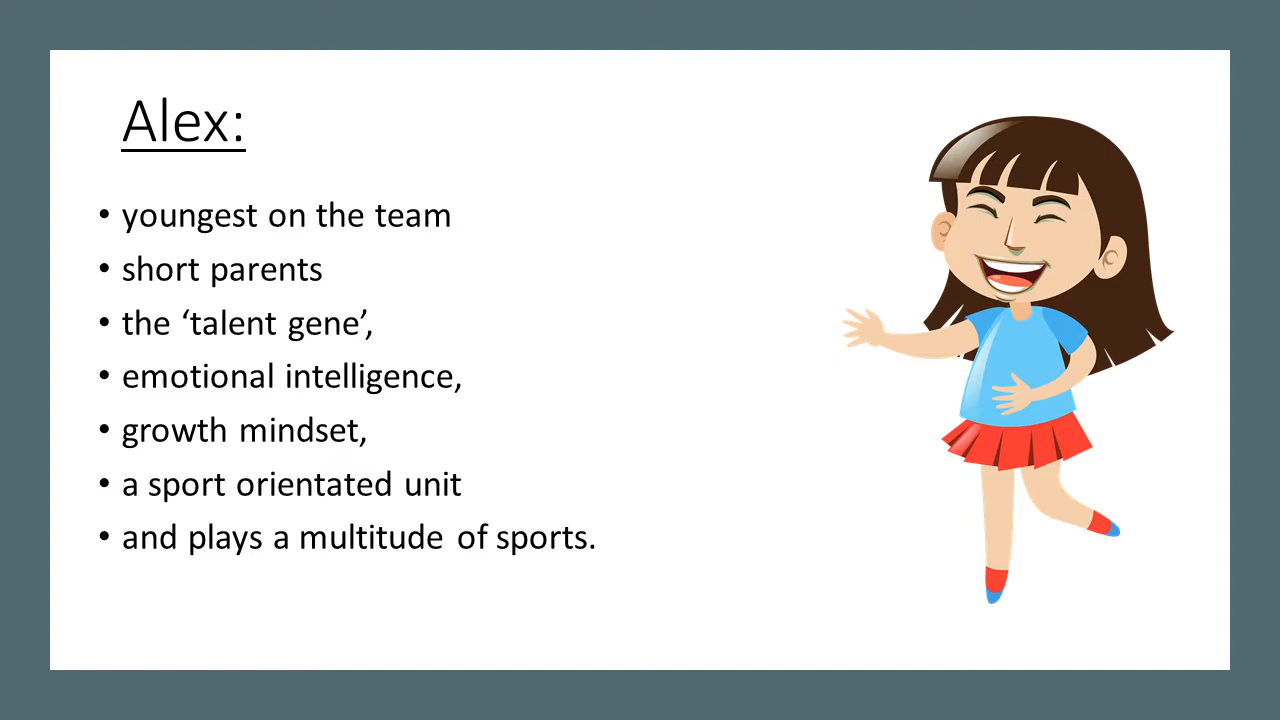 Alex:
• youngest on the team
• short parents
• the ‘talent gene’,
• emotional intelligence,
• growth mindset,
• a sport orientated unit
• and plays a multitude of sports.